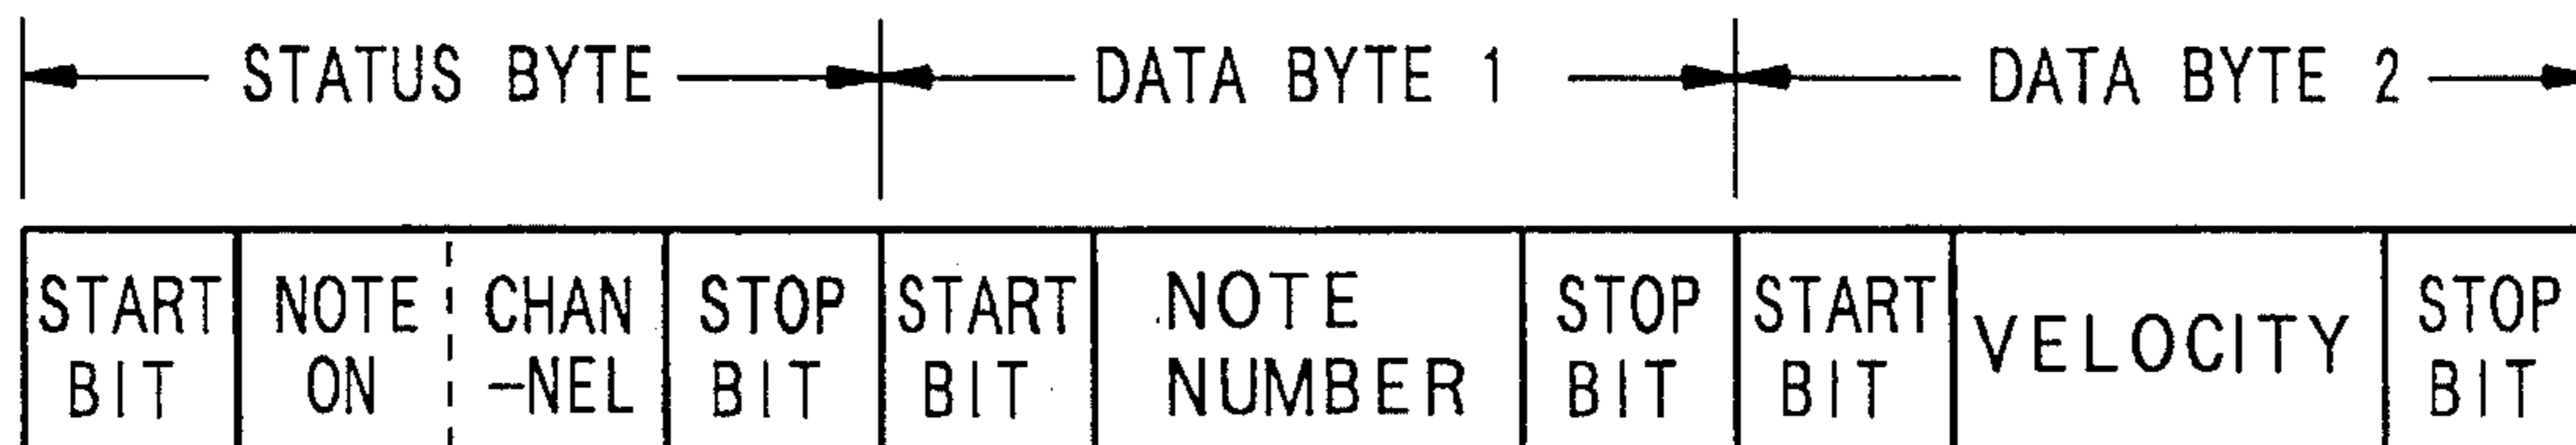 STATUS BYTE DATA BYTE 1 DATA BYTE 2
START NOTE CHAN STOP START NOTE STOP START VELOCITY STOP
BIT ON -NEL BIT BIT NUMBER BIT BIT BIT